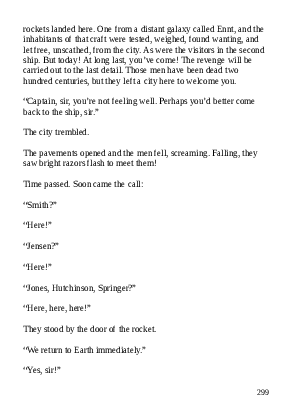 rockets landed here. One from a distant galaxy called Ennt, and the
inhabitants of that craft were tested, weighed, found wanting, and
let free, unscathed, from the city. As were the visitors in the second
ship. But today! At long last, you’ve come! The revenge will be
carried out to the last detail. Those men have been dead two
hundred centuries, but they left a city here to welcome you.
“Captain, sir, you’re not feeling well. Perhaps you’d better come
back to the ship, sir.”
The city trembled.
The pavements opened and the men fell, screaming. Falling, they
saw bright razors flash to meet them!
Time passed. Soon came the call:
“Smith?”
“Here!”
“Jensen?”
“Here!”
“Jones, Hutchinson, Springer?”
“Here, here, here!”
They stood by the door of the rocket.
“We return to Earth immediately.”
“Yes, sir!”
299